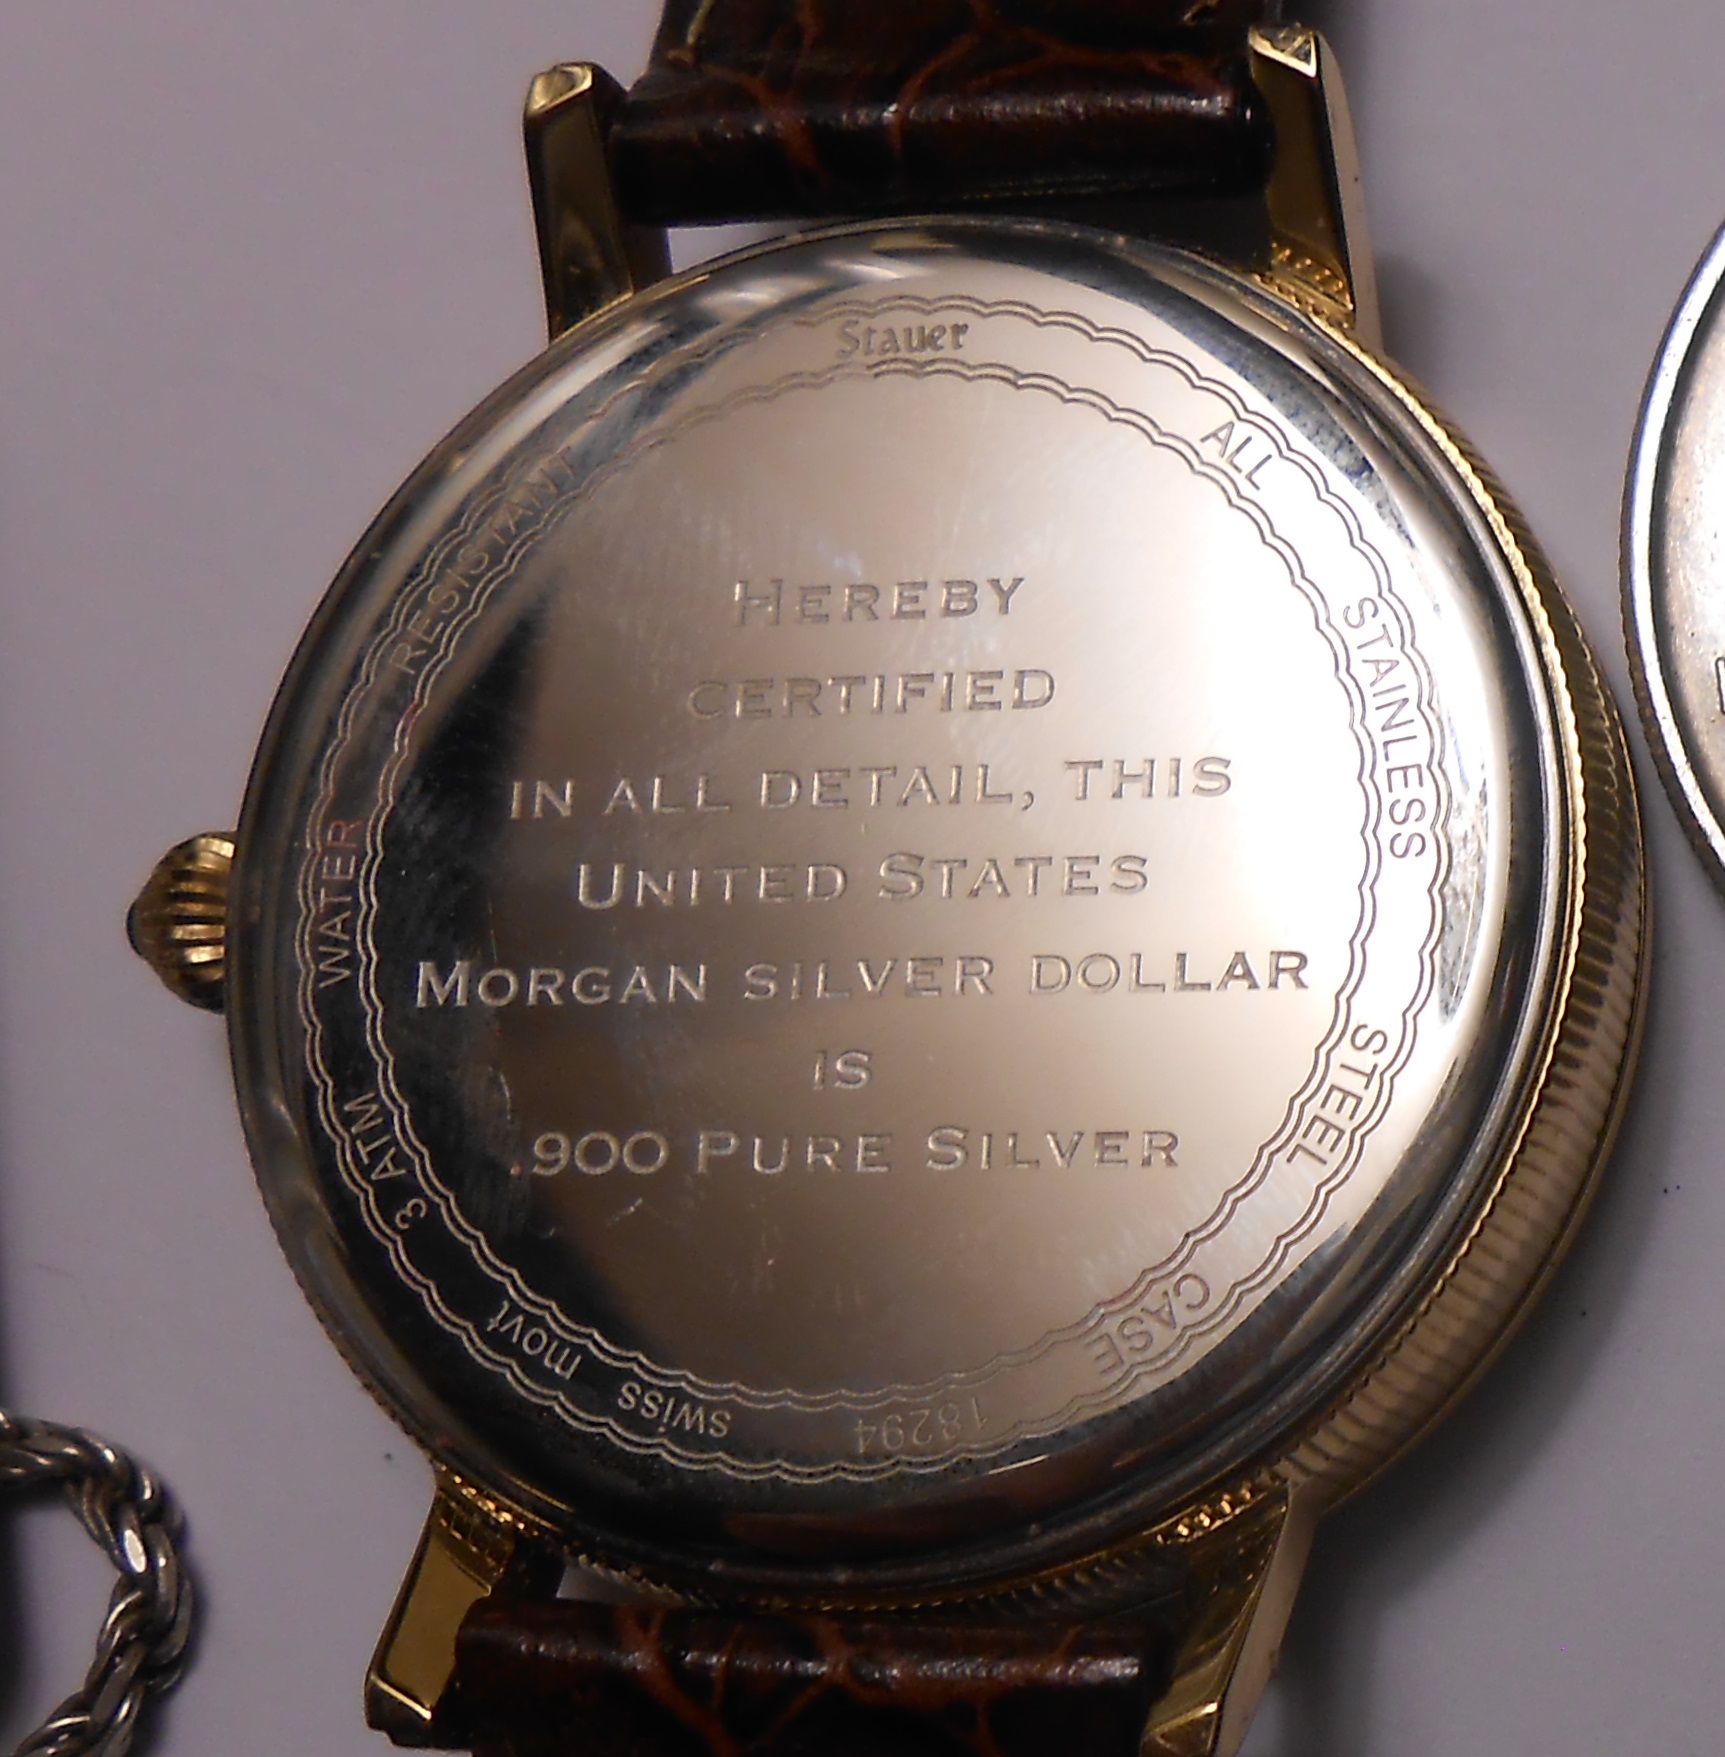 Stauer
ALL STAINLESS STEEL CASE
18294
swiss movt
3 ATM
WATER RESISTANT
HEREBY
CERTIFIED
IN ALL DETAIL, THIS
UNITED STATES
MORGAN SILVER DOLLAR
IS
.900 PURE SILVER